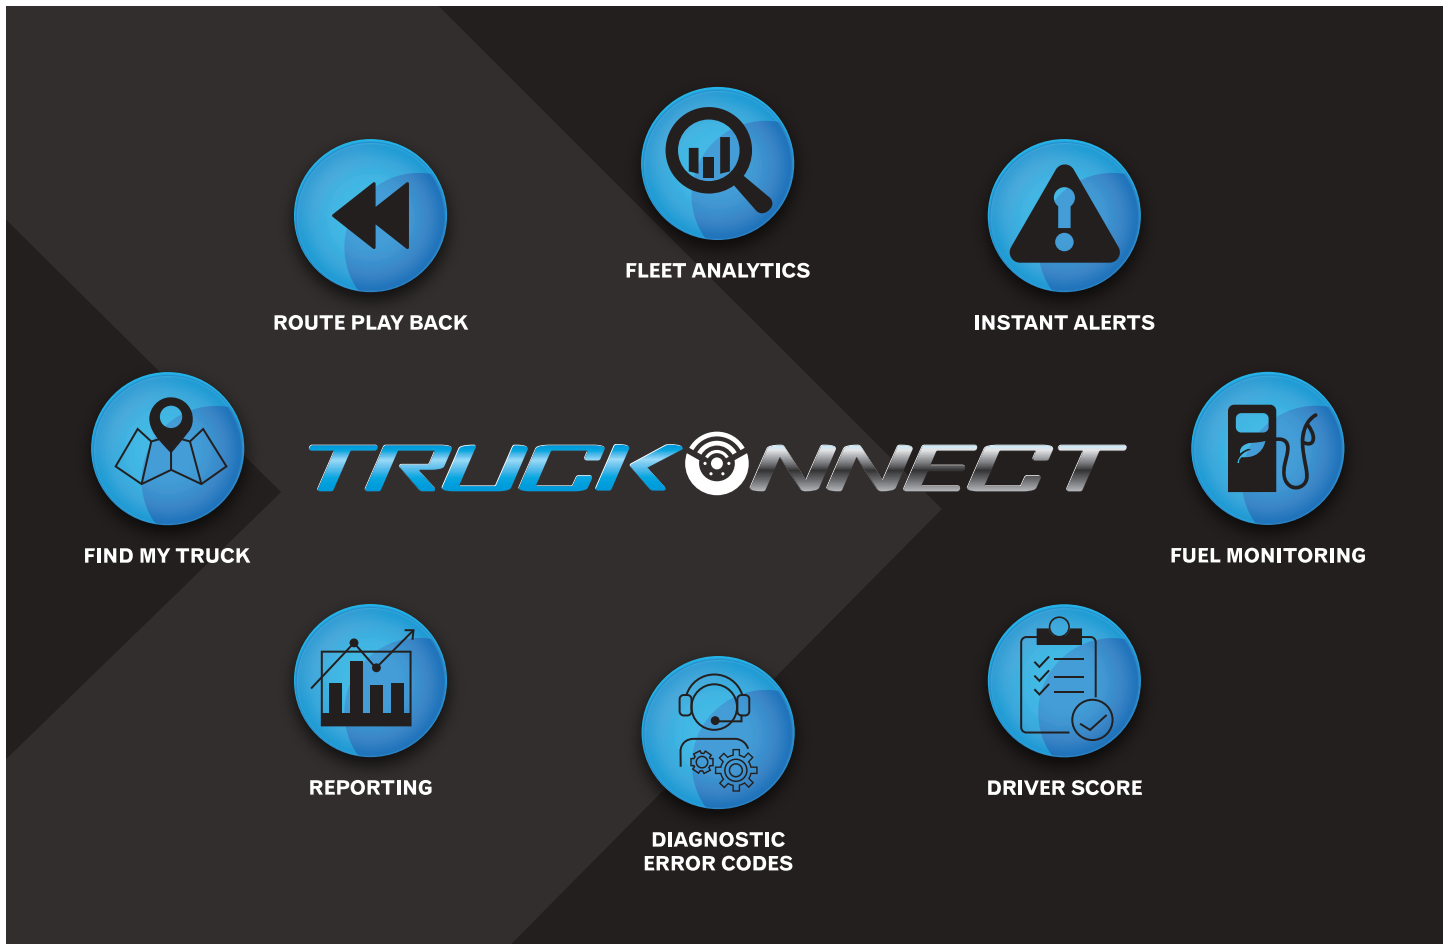 FLEET ANALYTICS
ROUTE PLAY BACK
INSTANT ALERTS
TRUCKONNECT
FIND MY TRUCK
FUEL MONITORING
REPORTING
DRIVER SCORE
DIAGNOSTIC
ERROR CODES